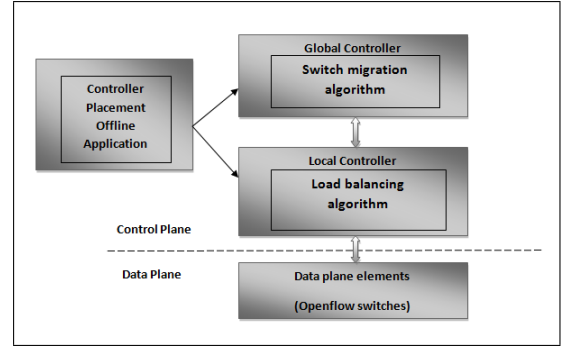 Controller
Placement
Offline
Application
Global Controller
Switch migration
algorithm
Local Controller
Load balancing
algorithm
Control Plane
Data Plane
Data plane elements
(Openflow switches)